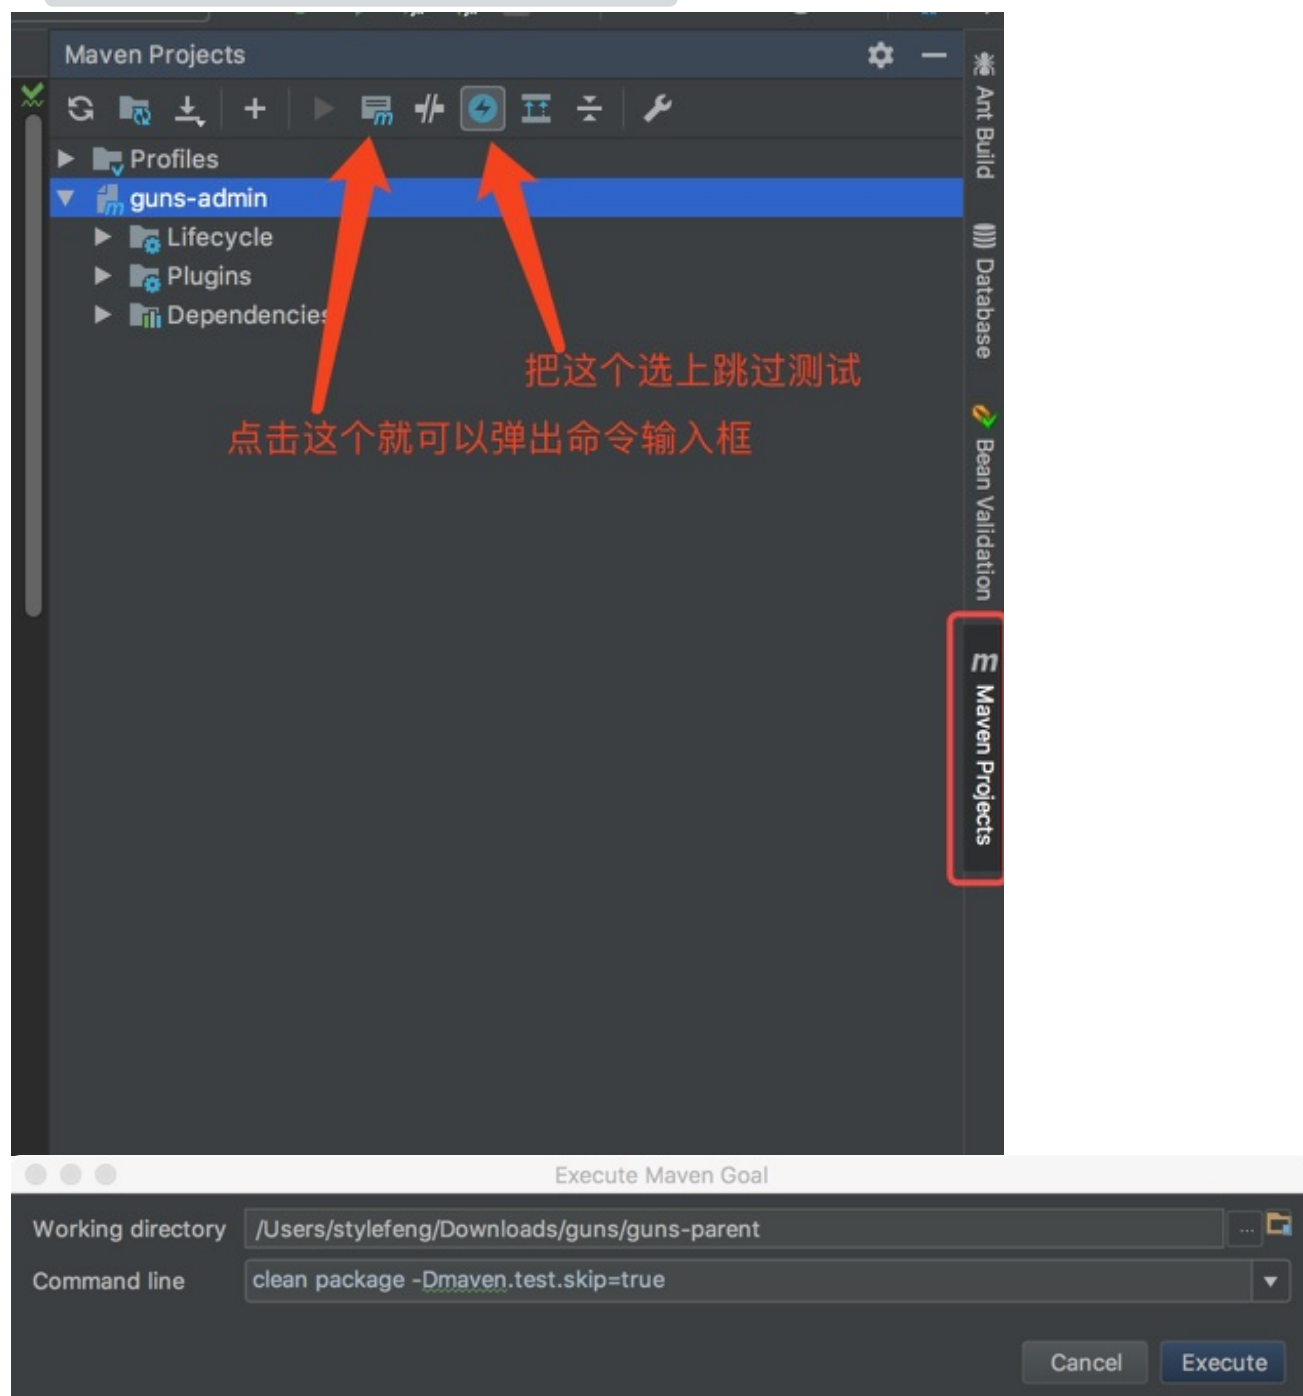 Maven Projects
Profiles
guns-admin
Lifecycle
Plugins
Dependencies
把这个选上跳过测试
点击这个就可以弹出命令输入框
Ant Build
Database
Bean Validation
Maven Projects
Execute Maven Goal
Working directory
/Users/stylefeng/Downloads/guns/guns-parent
...
Command line
clean package -Dmaven.test.skip=true
Cancel
Execute